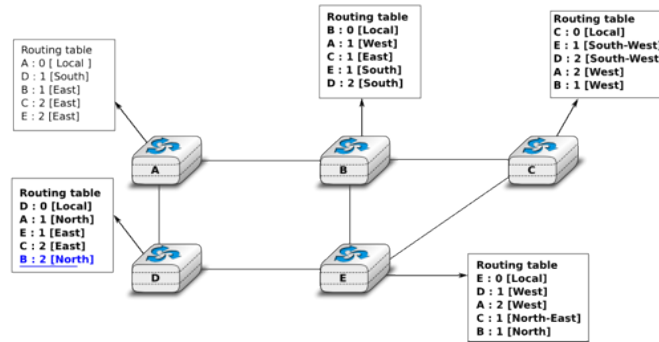 Routing table
A : 0 [ Local ]
D : 1 [South]
B : 1 [East]
C : 2 [East]
E : 2 [East]
Routing table
B : 0 [Local]
A : 1 [West]
C : 1 [East]
E : 1 [South]
D : 2 [South]
Routing table
C : 0 [Local]
E : 1 [South-West]
D : 2 [South-West]
A : 2 [West]
B : 1 [West]
A
B
C
Routing table
D : 0 [Local]
A : 1 [North]
E : 1 [East]
C : 2 [East]
B : 2 [North]
D
E
Routing table
E : 0 [Local]
D : 1 [West]
A : 2 [West]
C : 1 [North-East]
B : 1 [North]